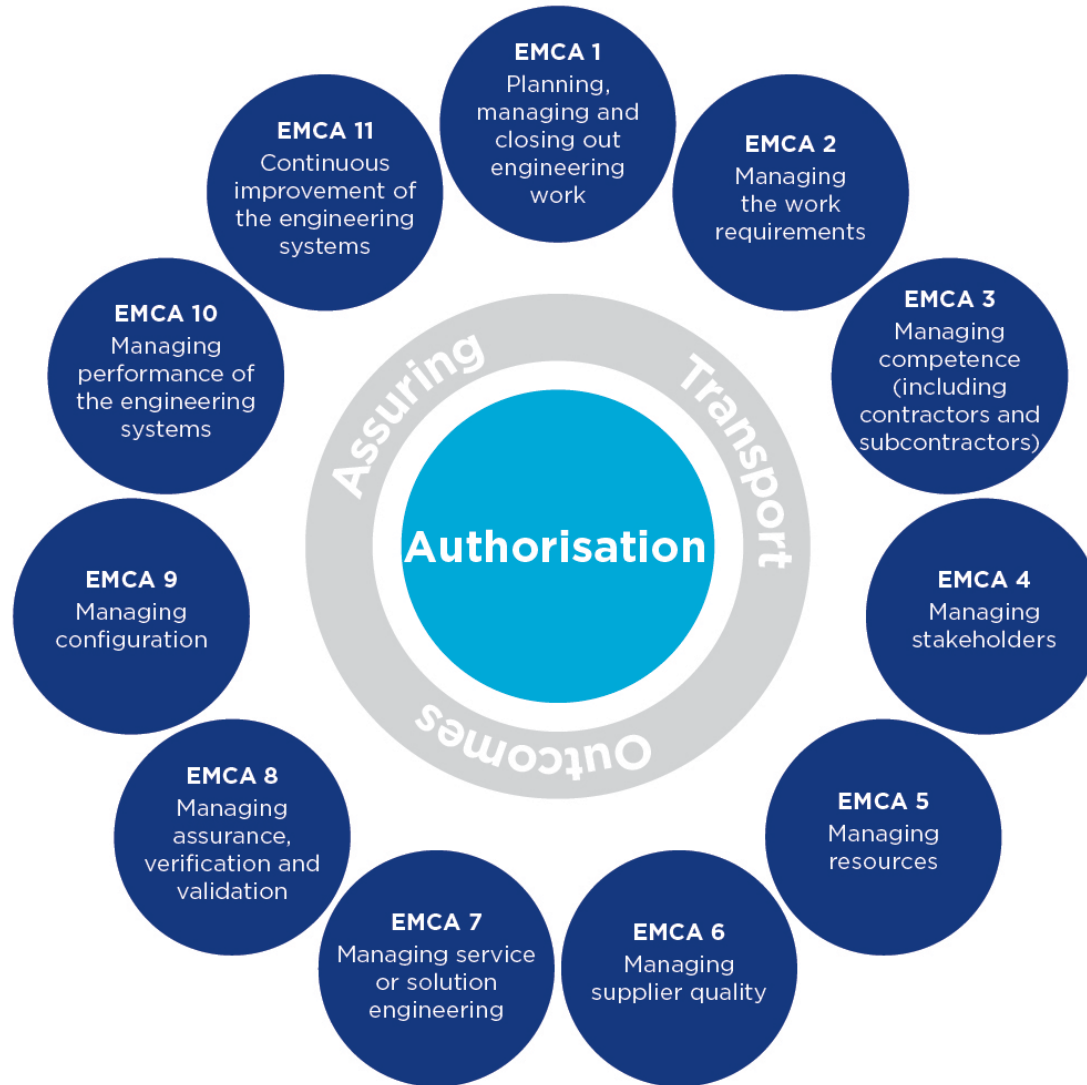 EMCA 1
Planning,
managing and
closing out
engineering
work
EMCA 2
Managing
the work
requirements
EMCA 3
Managing
competence
(including
contractors and
subcontractors)
EMCA 4
Managing
stakeholders
EMCA 5
Managing
resources
EMCA 6
Managing
supplier quality
EMCA 7
Managing service
or solution
engineering
EMCA 8
Managing
assurance,
verification and
validation
EMCA 9
Managing
configuration
EMCA 10
Managing
performance of
the engineering
systems
EMCA 11
Continuous
improvement of
the engineering
systems
Assuring
Transport
Outcomes
Authorisation